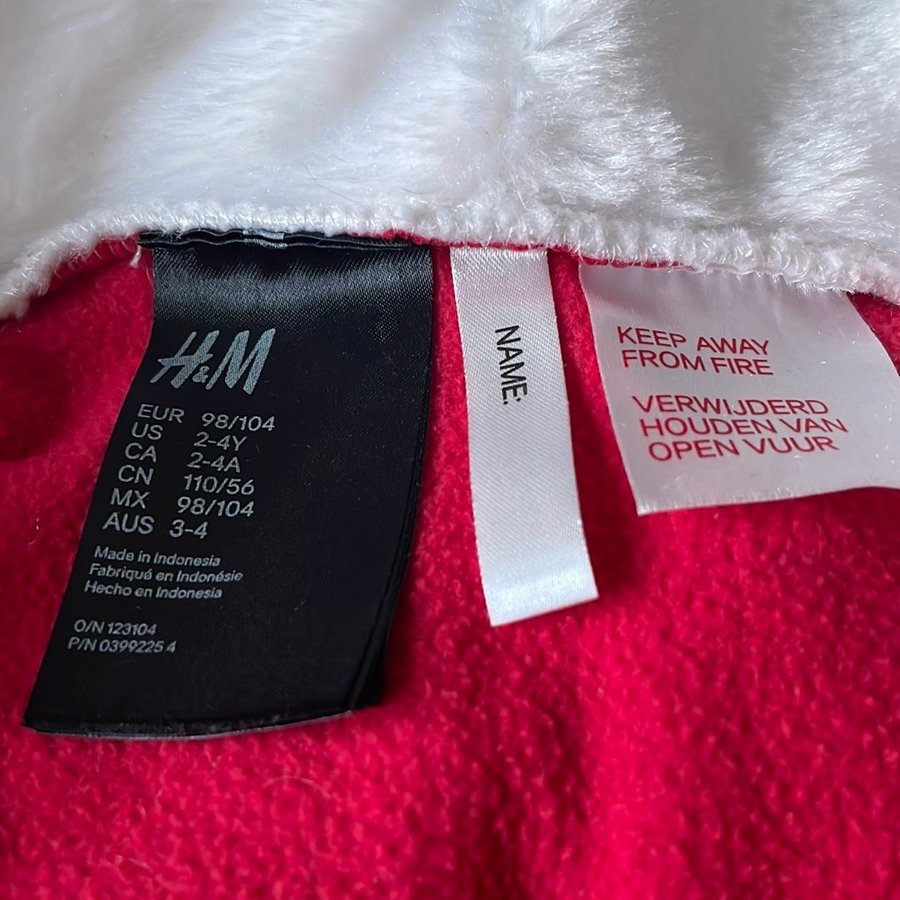 H&M
EUR 98/104
US 2-4Y
CA 2-4A
CN 110/56
MX 98/104
AUS 3-4
Made in Indonesia
Fabriqué en Indonésie
Hecho en Indonesia
O/N 123104
P/N 0399225 4
NAME:
KEEP AWAY
FROM FIRE
VERWIJDERD
HOUDEN VAN
OPEN VUUR